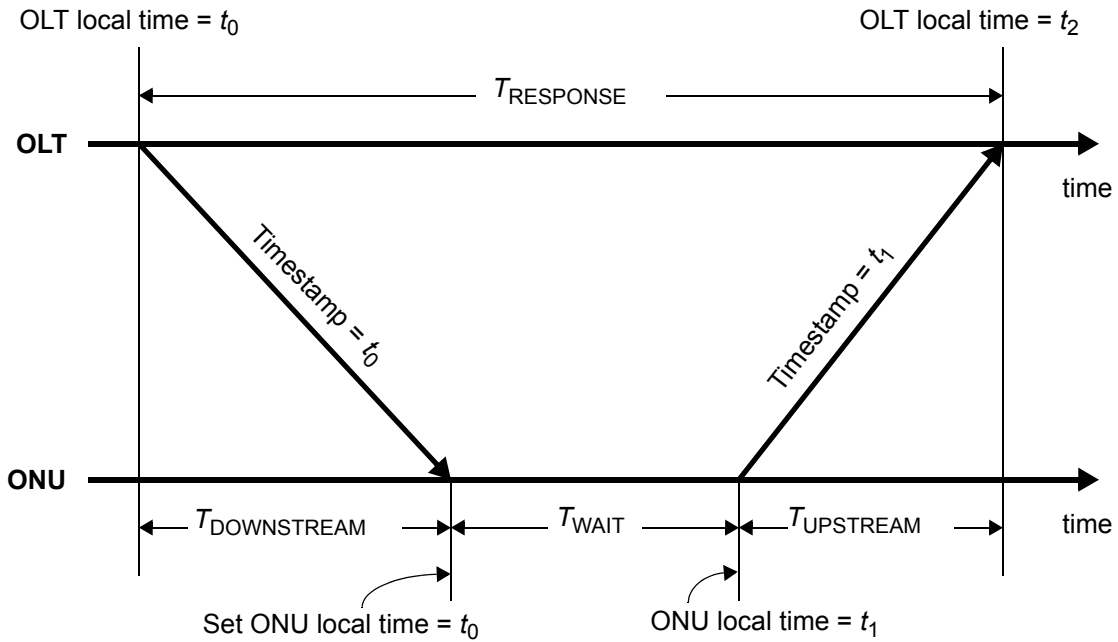 OLT local time = t0
OLT local time = t2
TRESPONSE
OLT
time
Timestamp = t0
Timestamp = t1
ONU
TDOWNSTREAM
TWAIT
TUPSTREAM
time
Set ONU local time = t0
ONU local time = t1